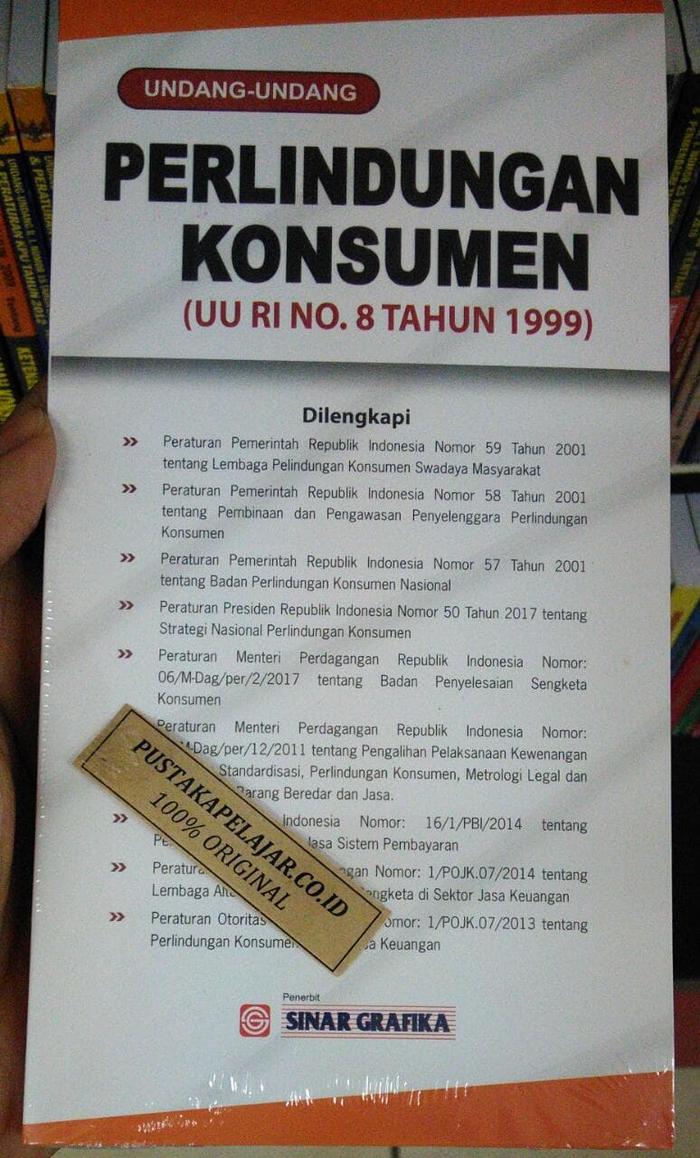 UNDANG-UNDANG
PERLINDUNGAN
KONSUMEN
(UU RI NO. 8 TAHUN 1999)
Dilengkapi
Peraturan Pemerintah Republik Indonesia Nomor 59 Tahun 2001
tentang Lembaga Pelindungan Konsumen Swadaya Masyarakat
Peraturan Pemerintah Republik Indonesia Nomor 58 Tahun 2001
tentang Pembinaan dan Pengawasan Penyelenggara Perlindungan
Konsumen
Peraturan Pemerintah Republik Indonesia Nomor 57 Tahun 2001
tentang Badan Perlindungan Konsumen Nasional
Peraturan Presiden Republik Indonesia Nomor 50 Tahun 2017 tentang
Strategi Nasional Perlindungan Konsumen
Peraturan Menteri Perdagangan Republik Indonesia Nomor:
06/M-Dag/per/2/2017 tentang Badan Penyelesaian Sengketa
Konsumen
Peraturan Menteri Perdagangan Republik Indonesia Nomor:
M-Dag/per/12/2011 tentang Pengalihan Pelaksanaan Kewenangan
Standardisasi, Perlindungan Konsumen, Metrologi Legal dan
Barang Beredar dan Jasa.
Indonesia Nomor: 16/1/PBI/2014 tentang
Jasa Sistem Pembayaran
Nomor: 1/POJK.07/2014 tentang
Lembaga di Sektor Jasa Keuangan
Peraturan Otoritas Nomor: 1/POJK.07/2013 tentang
Perlindungan Konsumen Keuangan
PUSTAKAPELAJAR.CO.ID
100% ORIGINAL
Penerbit
SINAR GRAFIKA